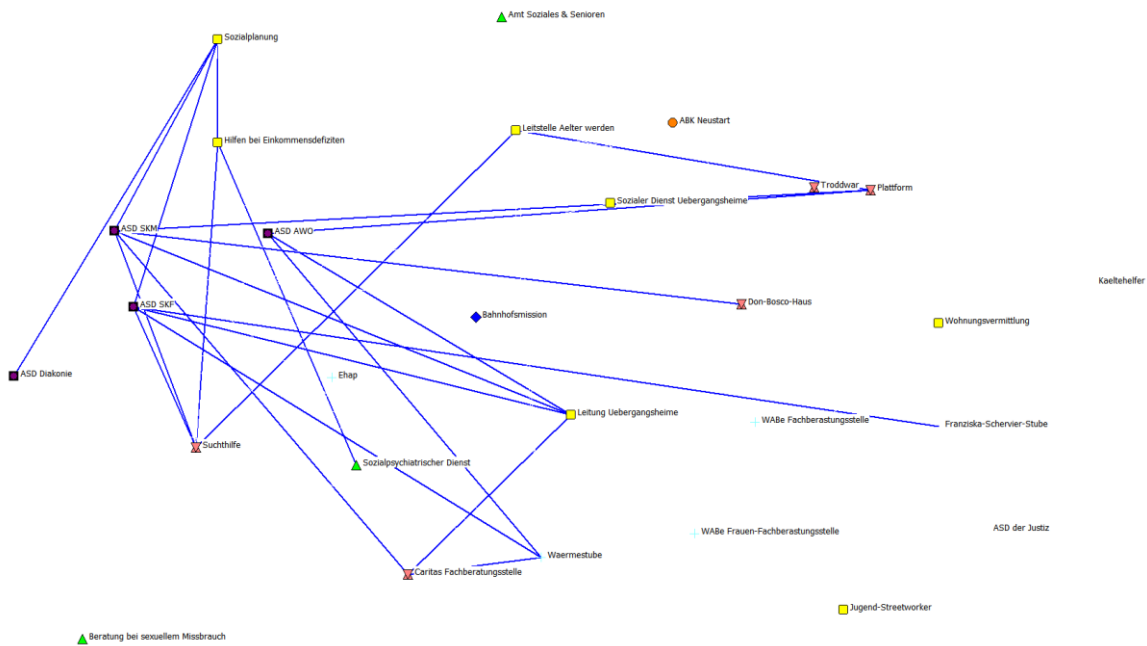 Amt Soziales & Senioren
Sozialplanung
ABK Neustart
Leitstelle Aelter werden
Hilfen bei Einkommensdefiziten
Troddwar
Plattform
Sozialer Dienst Uebergangsheime
ASD SKM
ASD AWO
Kaeltehelfer
Don-Bosco-Haus
ASD SKF
Bahnhofsmission
Wohnungsvermittlung
ASD Diakonie
Ehap
Leitung Uebergangsheime
WABe Fachberastungsstelle
Franziska-Schervier-Stube
Suchthilfe
Sozialpsychiatrischer Dienst
ASD der Justiz
WABe Frauen-Fachberastungsstelle
Waermestube
Caritas Fachberatungsstelle
Jugend-Streetworker
Beratung bei sexuellem Missbrauch